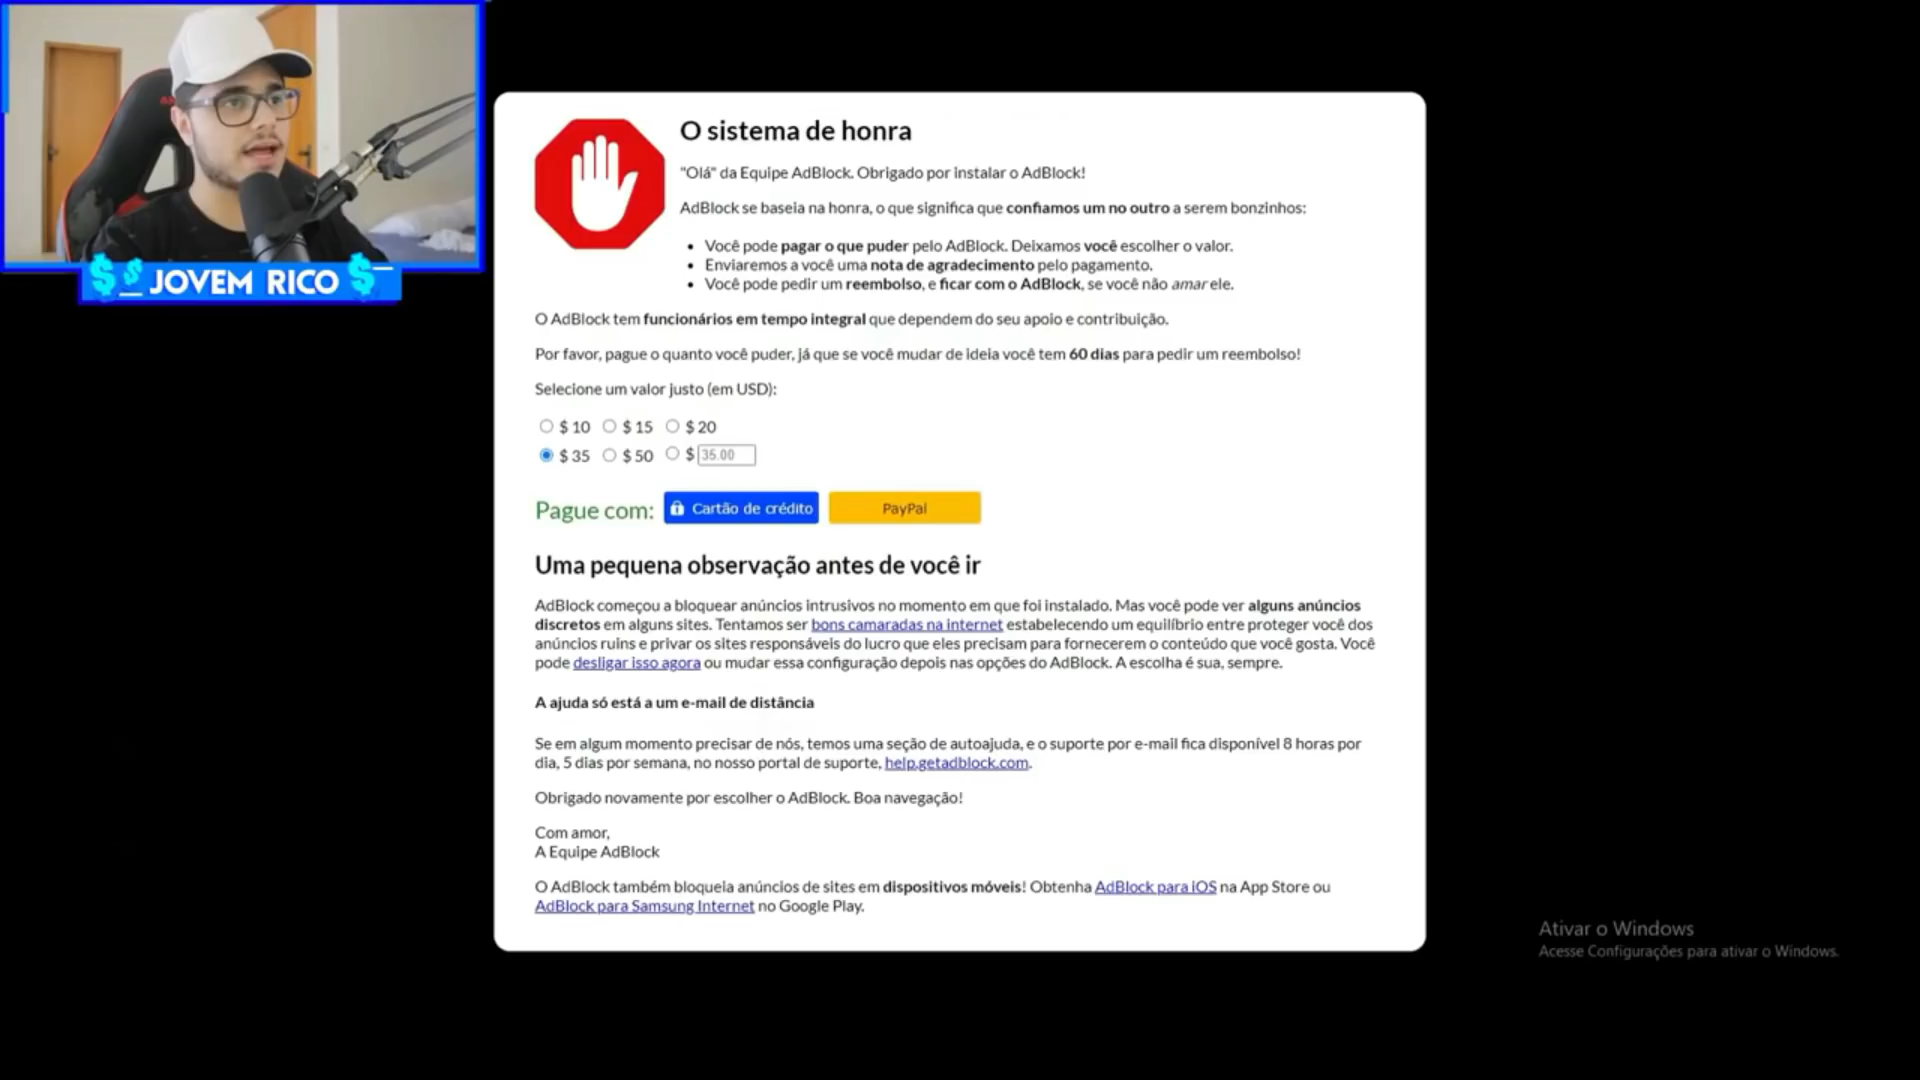 $ $_ JOVEM RICO $_
O sistema de honra
"Olá" da Equipe AdBlock. Obrigado por instalar o AdBlock!
AdBlock se baseia na honra, o que significa que confiamos um no outro a serem bonzinhos:
• Você pode pagar o que puder pelo AdBlock. Deixamos você escolher o valor.
• Enviaremos a você uma nota de agradecimento pelo pagamento.
• Você pode pedir um reembolso, e ficar com o AdBlock, se você não amar ele.
O AdBlock tem funcionários em tempo integral que dependem do seu apoio e contribuição.
Por favor, pague o quanto você puder, já que se você mudar de ideia você tem 60 dias para pedir um reembolso!
Selecione um valor justo (em USD):
$ 10 $ 15 $ 20
$ 35 $ 50 $ 35.00
Pague com: Cartão de crédito PayPal
Uma pequena observação antes de você ir
AdBlock começou a bloquear anúncios intrusivos no momento em que foi instalado. Mas você pode ver alguns anúncios
discretos em alguns sites. Tentamos ser bons camaradas na internet estabelecendo um equilíbrio entre proteger você dos
anúncios ruins e privar os sites responsáveis do lucro que eles precisam para fornecerem o conteúdo que você gosta. Você
pode desligar isso agora ou mudar essa configuração depois nas opções do AdBlock. A escolha é sua, sempre.
A ajuda só está a um e-mail de distância
Se em algum momento precisar de nós, temos uma seção de autoajuda, e o suporte por e-mail fica disponível 8 horas por
dia, 5 dias por semana, no nosso portal de suporte, help.getadblock.com.
Obrigado novamente por escolher o AdBlock. Boa navegação!
Com amor,
A Equipe AdBlock
O AdBlock também bloqueia anúncios de sites em dispositivos móveis! Obtenha AdBlock para iOS na App Store ou
AdBlock para Samsung Internet no Google Play.
Ativar o Windows
Acesse Configurações para ativar o Windows.